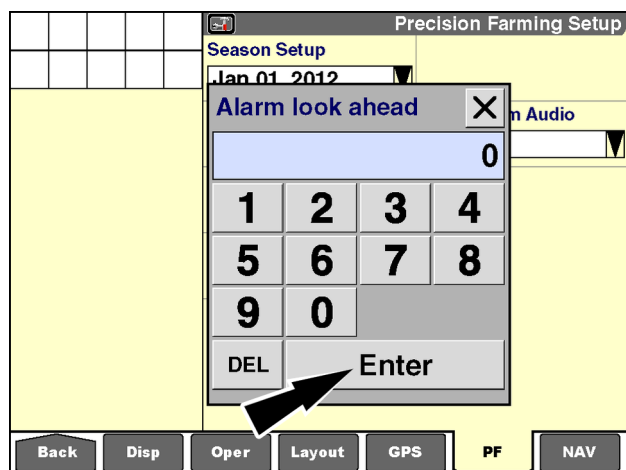 Precision Farming Setup
Season Setup
Jan 01 2012
Alarm look ahead
Audio
0
1 2 3 4
5 6 7 8
9 0
DEL Enter
Back Disp Oper Layout GPS PF NAV